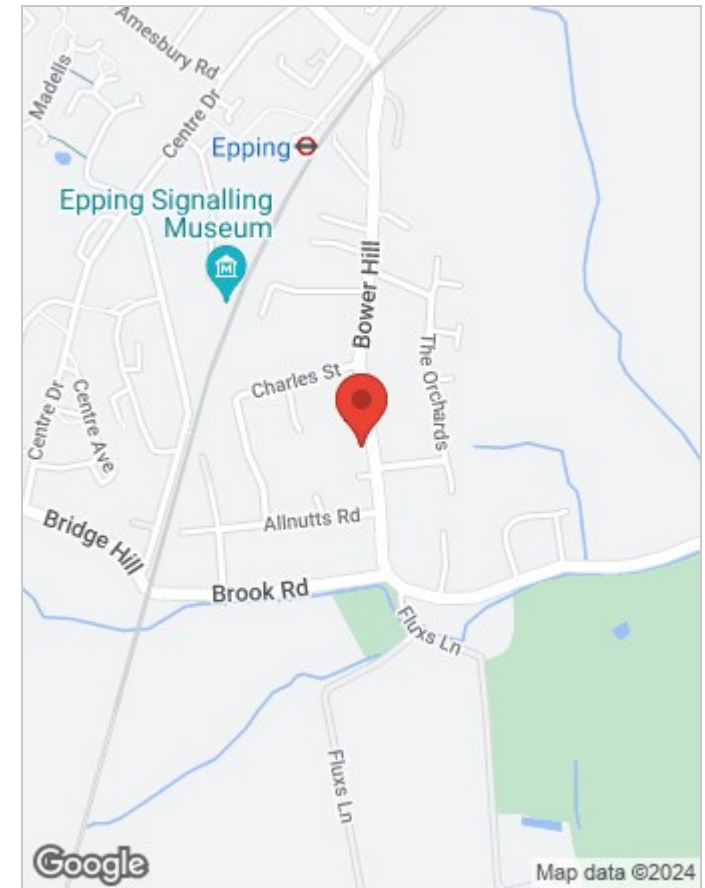 Amesbury Rd
Madells
Centre Dr
Epping
Epping Signalling
Museum
Bower Hill
The Orchards
Charles St
Centre Dr
Centre Ave
Allnutts Rd
Bridge Hill
Brook Rd
Fluxs Ln
Fluxs Ln
Google
Map data ©2024